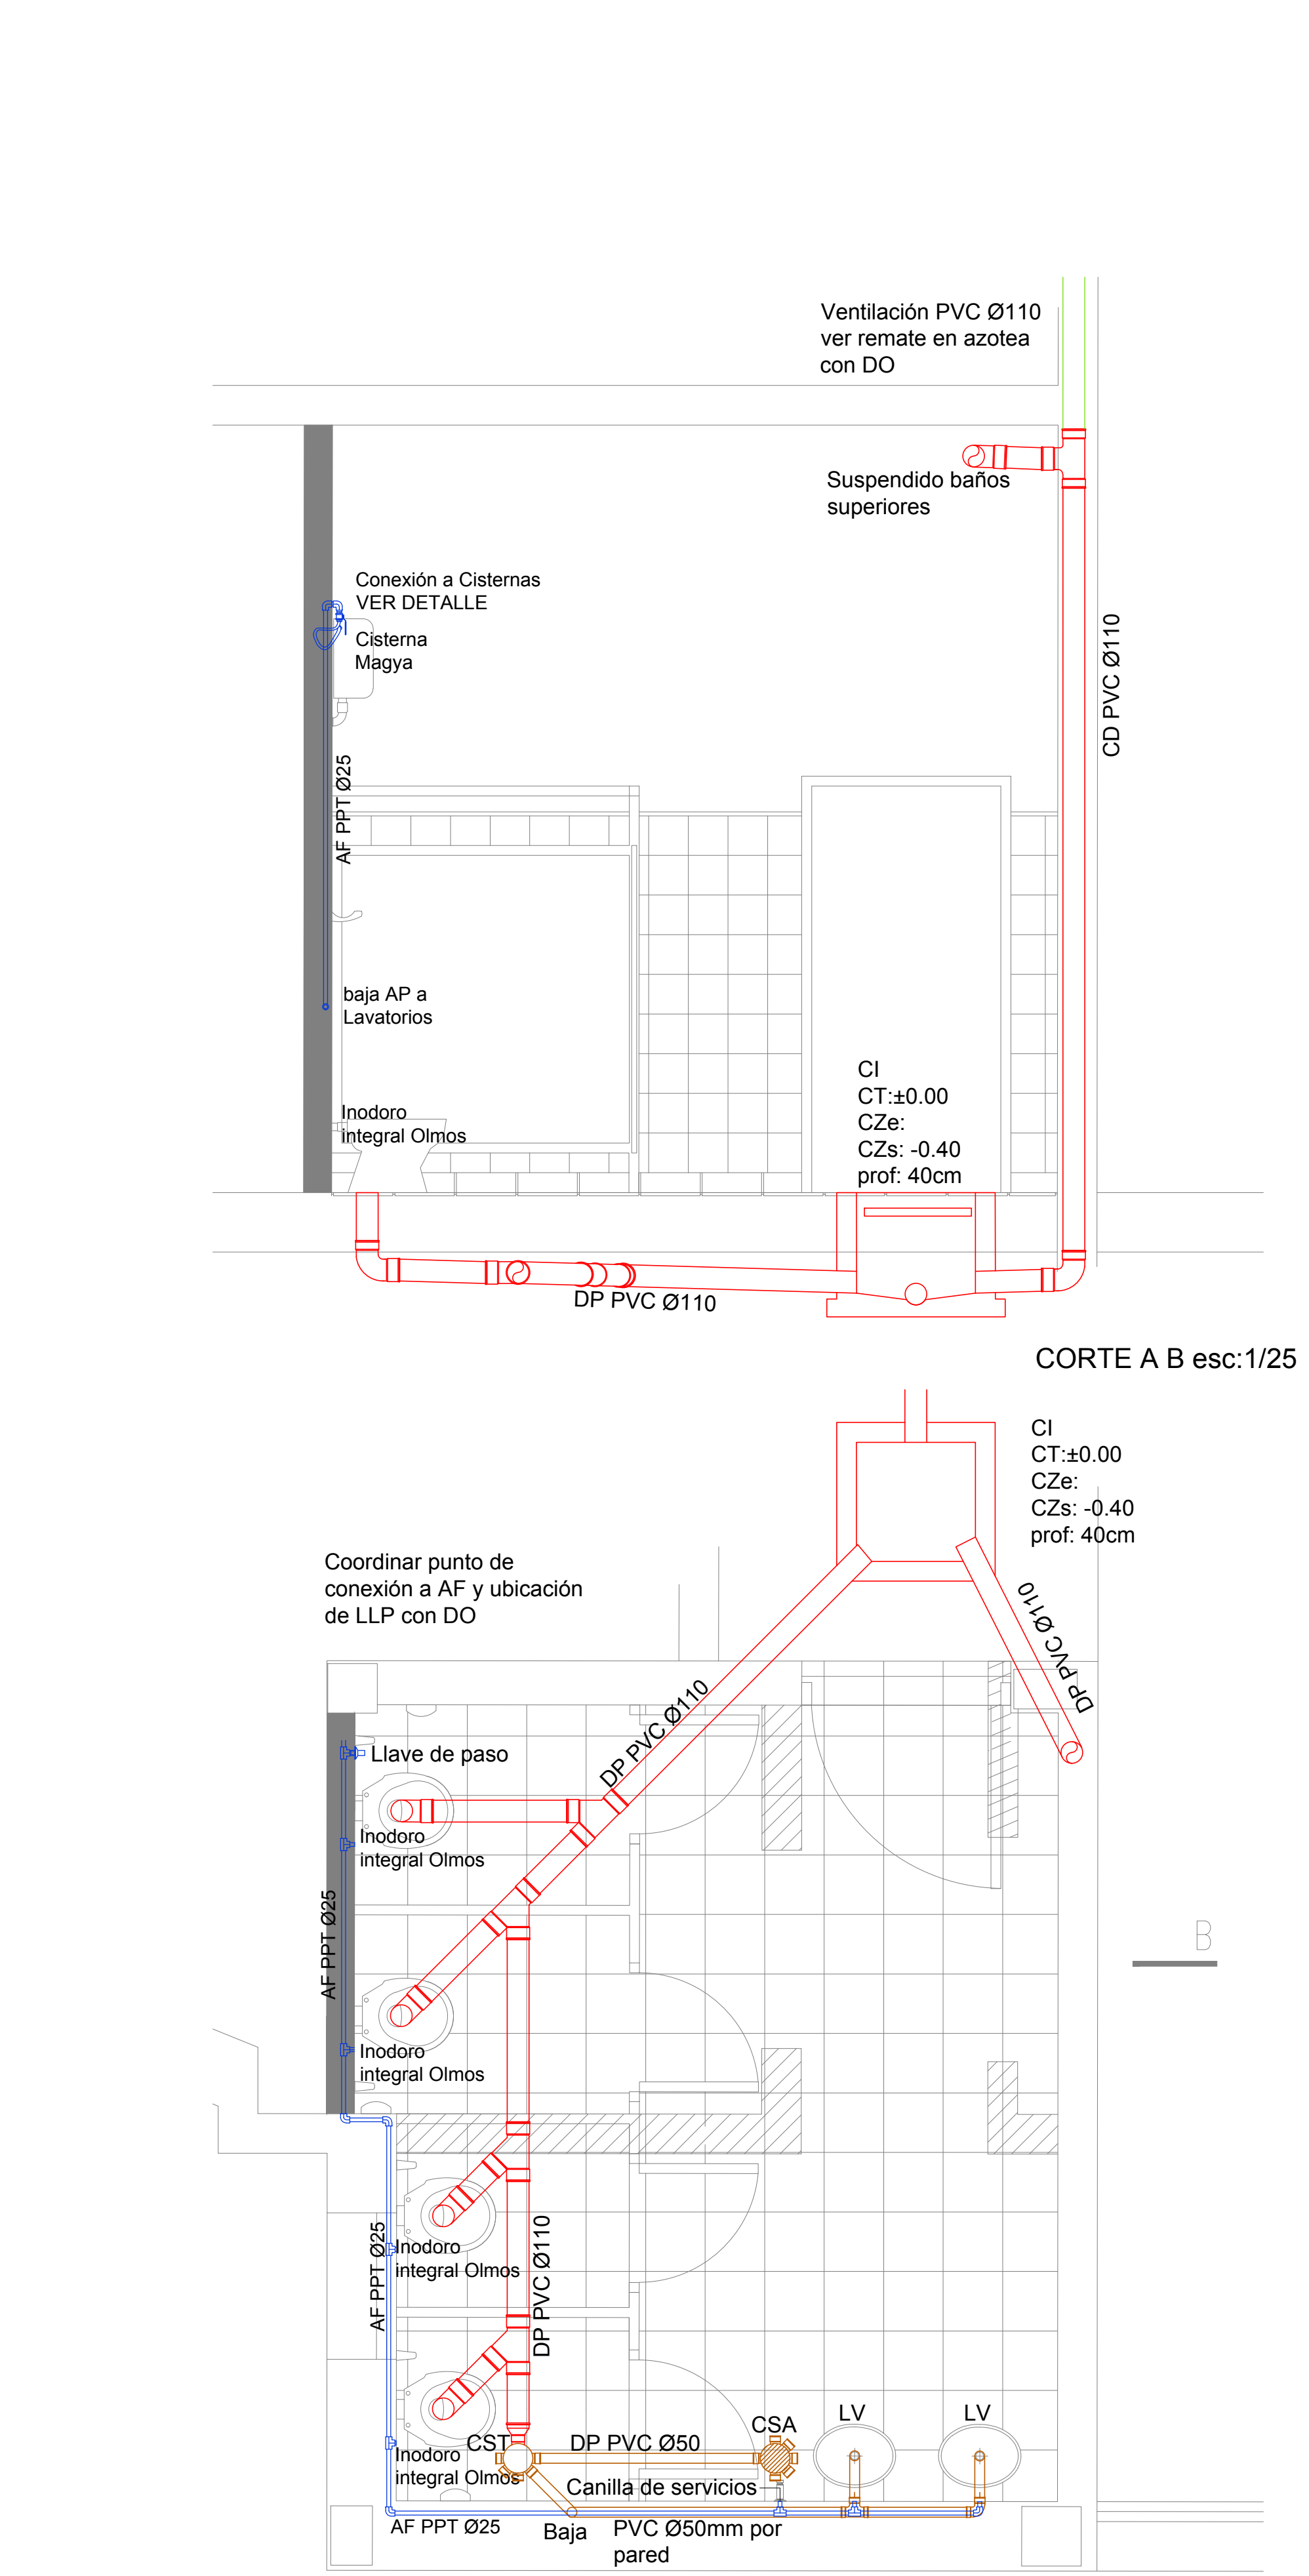 Ventilación PVC Ø110
ver remate en azotea
con DO
Suspendido baños
superiores
Conexión a Cisternas
VER DETALLE
Cisterna
Magya
CD PVC Ø110
AF PPT Ø25
baja AP a
Lavatorios
CI
CT:±0.00
CZe:
CZs: -0.40
prof: 40cm
Inodoro
integral Olmos
DP PVC Ø110
CORTE A B esc:1/25
CI
CT:±0.00
CZe:
CZs: -0.40
prof: 40cm
Coordinar punto de
conexión a AF y ubicación
de LLP con DO
DP PVC Ø110
DP PVC Ø110
Llave de paso
Inodoro
integral Olmos
AF PPT Ø25
B
Inodoro
integral Olmos
AF PPT Ø25
Inodoro
integral Olmos
DP PVC Ø110
LV
LV
CSA
CST
DP PVC Ø50
Inodoro
integral Olmos
Canilla de servicios
AF PPT Ø25
Baja
PVC Ø50mm por
pared